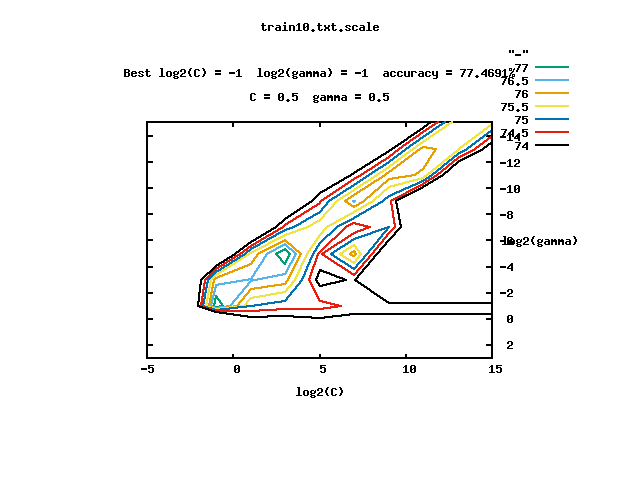 train10.txt.scale
"-"
Best log2(C) = -1  log2(gamma) = -1  accuracy = 77.4691%
77
76.5
C = 0.5  gamma = 0.5
76
75.5
75
74.5
-14
74
-12
-10
-8
-6
log2(gamma)
-4
-2
0
2
-5 0 5 10 15
log2(C)